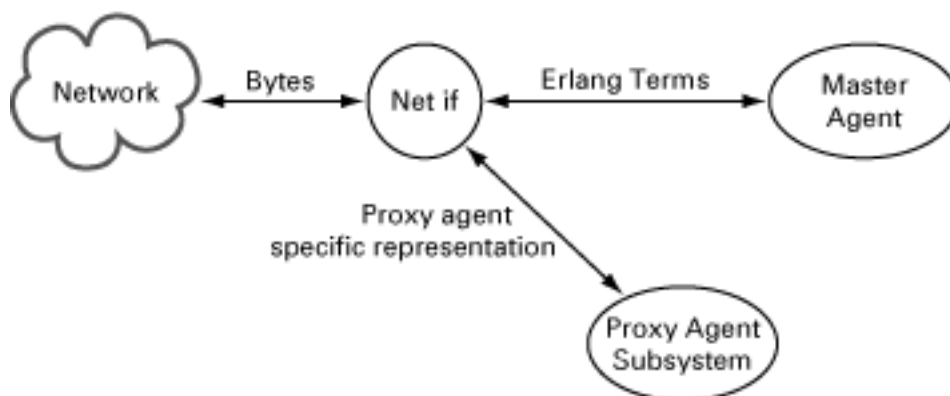 Network
Bytes
Net if
Erlang Terms
Master
Agent
Proxy agent
specific representation
Proxy Agent
Subsystem